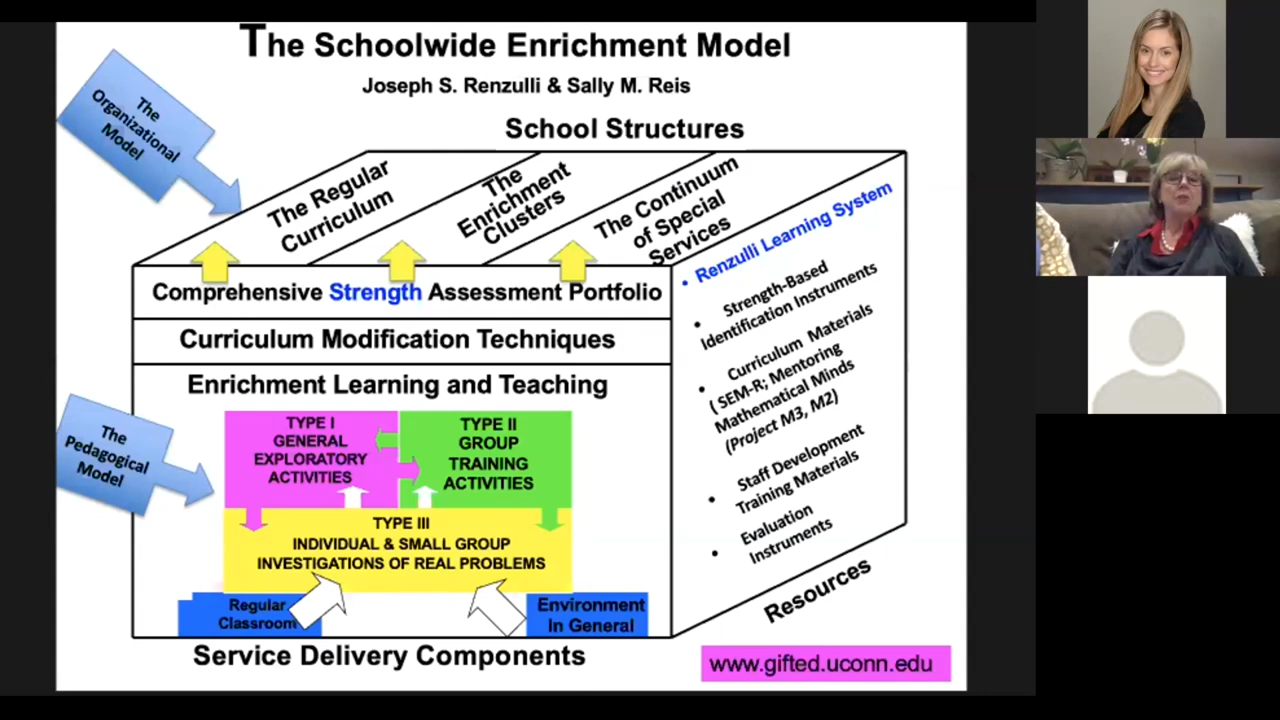 The Schoolwide Enrichment Model
Joseph S. Renzulli & Sally M. Reis
School Structures
The
Organizational
Model
The Regular
Curriculum
The
Enrichment
Clusters
The Continuum
of Special
Services
Comprehensive Strength Assessment Portfolio
Curriculum Modification Techniques
Enrichment Learning and Teaching
The
Pedagogical
Model
TYPE I
GENERAL
EXPLORATORY
ACTIVITIES
TYPE II
GROUP
TRAINING
ACTIVITIES
TYPE III
INDIVIDUAL & SMALL GROUP
INVESTIGATIONS OF REAL PROBLEMS
Regular
Classroom
Environment
In General
Service Delivery Components
• Renzulli Learning System
• Strength-Based
Identification Instruments
• Curriculum Materials
( SEM-R; Mentoring
Mathematical Minds
(Project M3, M2)
• Staff Development
Training Materials
• Evaluation
Instruments
Resources
www.gifted.uconn.edu